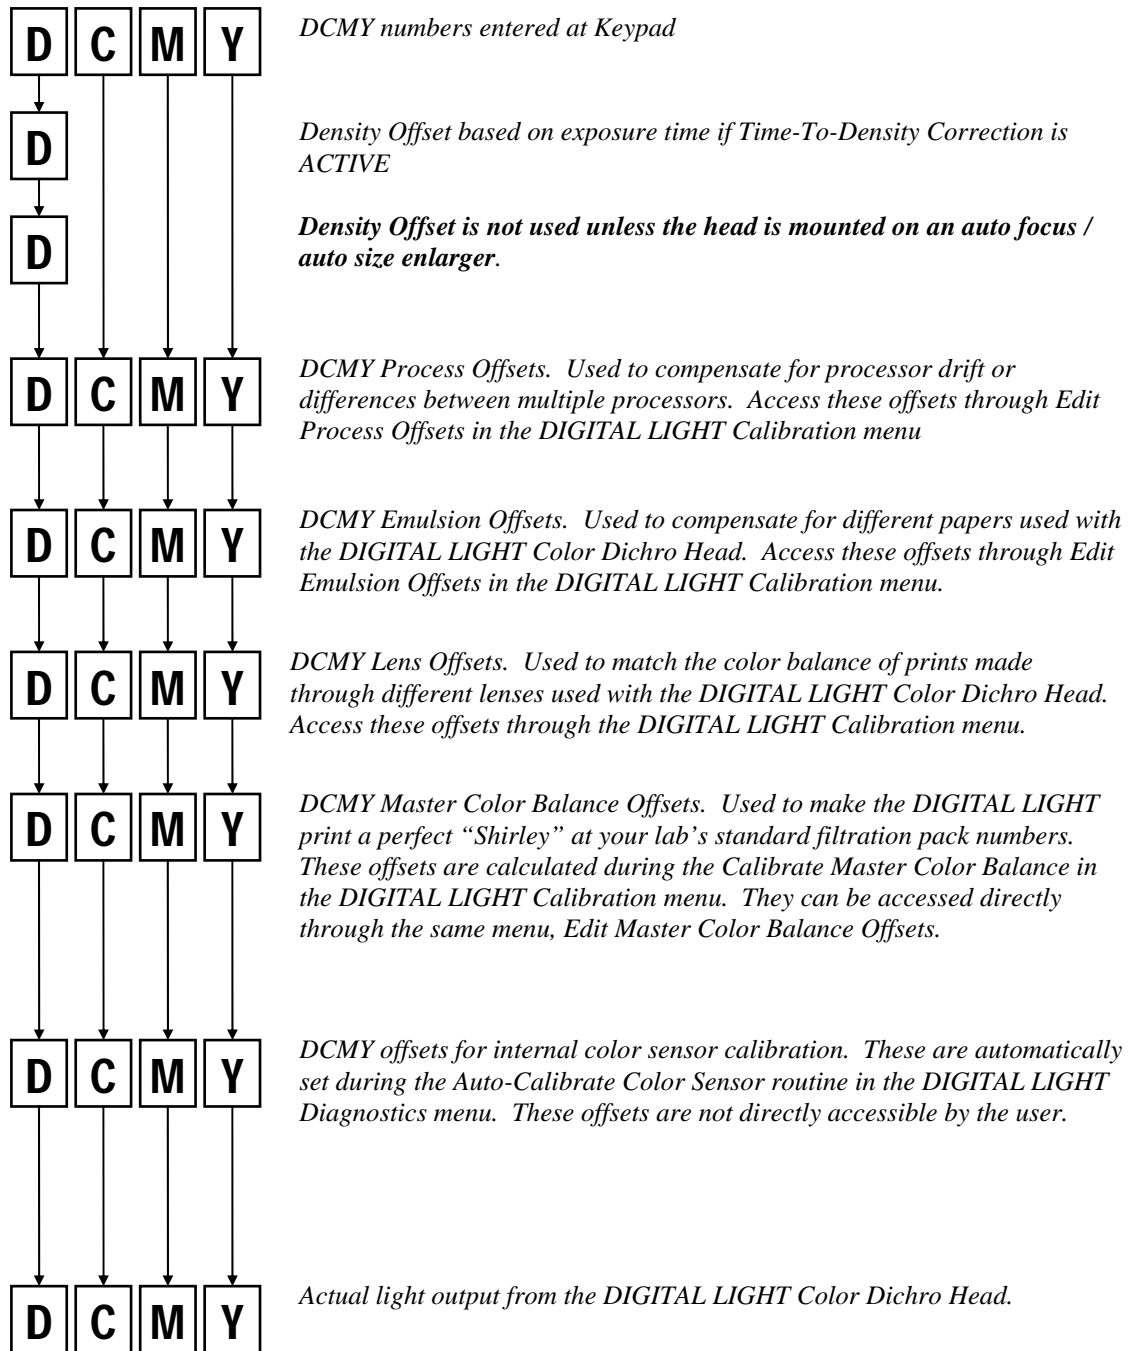 D C M Y
DCMY numbers entered at Keypad
D
Density Offset based on exposure time if Time-To-Density Correction is
ACTIVE
D
Density Offset is not used unless the head is mounted on an auto focus /
auto size enlarger.
D C M Y
DCMY Process Offsets. Used to compensate for processor drift or
differences between multiple processors. Access these offsets through Edit
Process Offsets in the DIGITAL LIGHT Calibration menu
D C M Y
DCMY Emulsion Offsets. Used to compensate for different papers used with
the DIGITAL LIGHT Color Dichro Head. Access these offsets through Edit
Emulsion Offsets in the DIGITAL LIGHT Calibration menu.
D C M Y
DCMY Lens Offsets. Used to match the color balance of prints made
through different lenses used with the DIGITAL LIGHT Color Dichro Head.
Access these offsets through the DIGITAL LIGHT Calibration menu.
D C M Y
DCMY Master Color Balance Offsets. Used to make the DIGITAL LIGHT
print a perfect “Shirley” at your lab’s standard filtration pack numbers.
These offsets are calculated during the Calibrate Master Color Balance in
the DIGITAL LIGHT Calibration menu. They can be accessed directly
through the same menu, Edit Master Color Balance Offsets.
D C M Y
DCMY offsets for internal color sensor calibration. These are automatically
set during the Auto-Calibrate Color Sensor routine in the DIGITAL LIGHT
Diagnostics menu. These offsets are not directly accessible by the user.
D C M Y
Actual light output from the DIGITAL LIGHT Color Dichro Head.